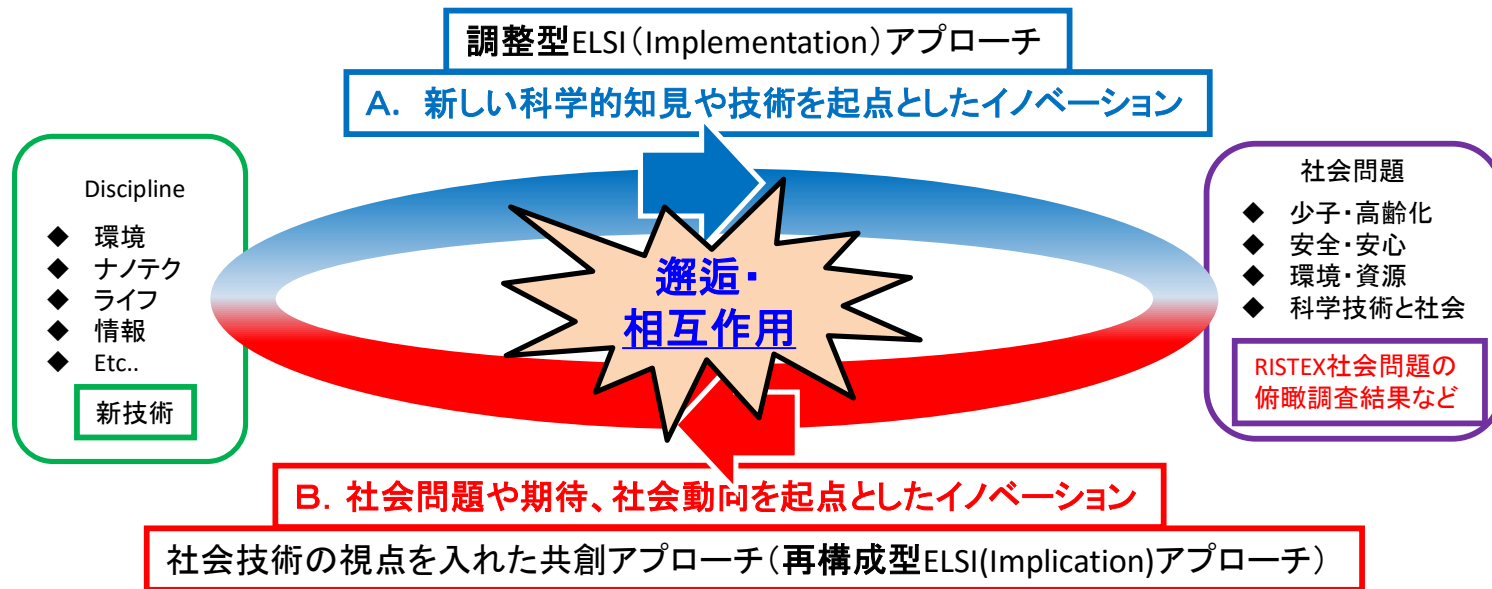 調整型ELSI(Implementation)アプローチ
A. 新しい科学的知見や技術を起点としたイノベーション
Discipline
◆ 環境
◆ ナノテク
◆ ライフ
◆ 情報
◆ Etc..
新技術
邂逅・
相互作用
社会問題
◆ 少子・高齢化
◆ 安全・安心
◆ 環境・資源
◆ 科学技術と社会
RISTEX社会問題の
俯瞰調査結果など
B. 社会問題や期待、社会動向を起点としたイノベーション
社会技術の視点を入れた共創アプローチ(再構成型ELSI(Implication)アプローチ)